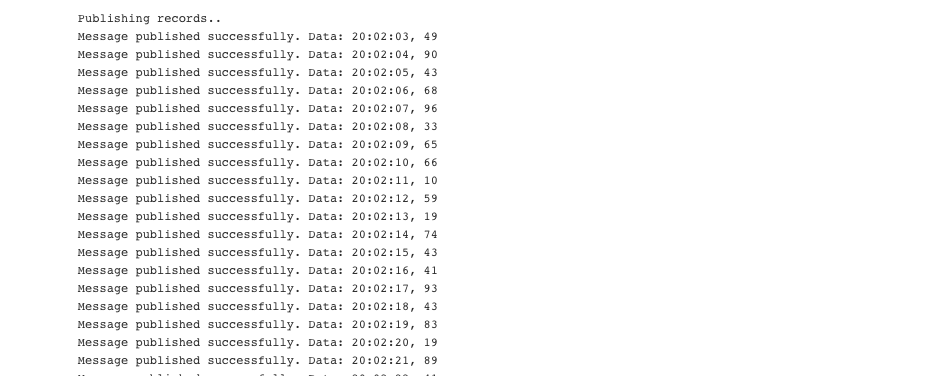 Publishing records..
Message published successfully. Data: 20:02:03, 49
Message published successfully. Data: 20:02:04, 90
Message published successfully. Data: 20:02:05, 43
Message published successfully. Data: 20:02:06, 68
Message published successfully. Data: 20:02:07, 96
Message published successfully. Data: 20:02:08, 33
Message published successfully. Data: 20:02:09, 65
Message published successfully. Data: 20:02:10, 66
Message published successfully. Data: 20:02:11, 10
Message published successfully. Data: 20:02:12, 59
Message published successfully. Data: 20:02:13, 19
Message published successfully. Data: 20:02:14, 74
Message published successfully. Data: 20:02:15, 43
Message published successfully. Data: 20:02:16, 41
Message published successfully. Data: 20:02:17, 93
Message published successfully. Data: 20:02:18, 43
Message published successfully. Data: 20:02:19, 83
Message published successfully. Data: 20:02:20, 19
Message published successfully. Data: 20:02:21, 89